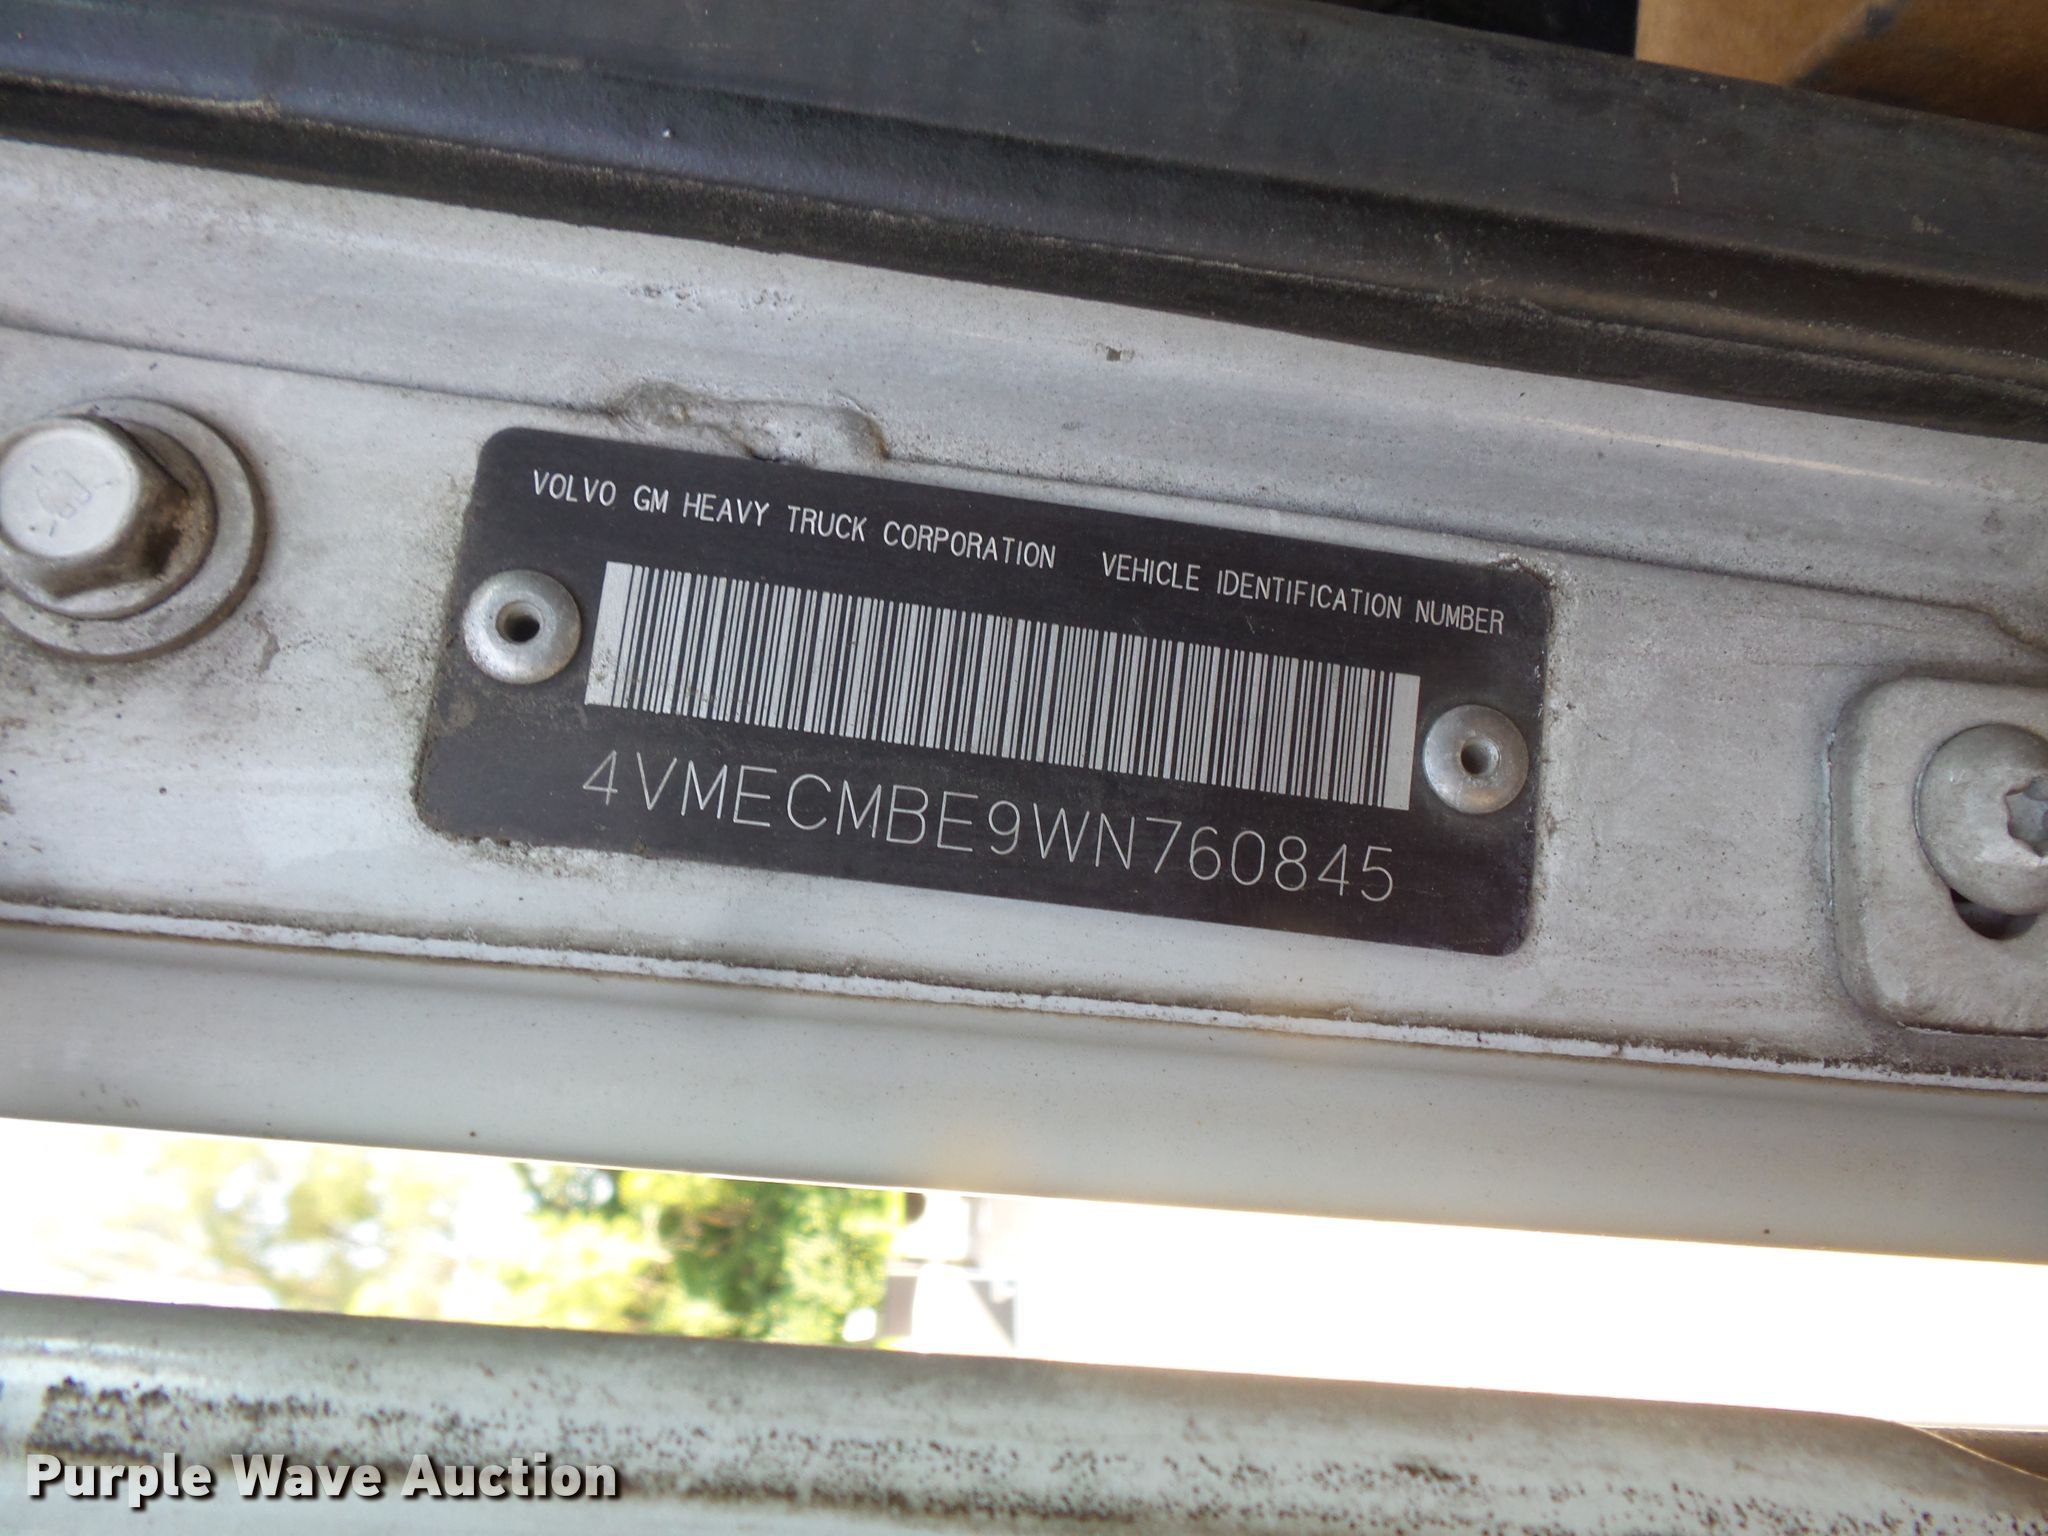 VOLVO GM HEAVY TRUCK CORPORATION VEHICLE IDENTIFICATION NUMBER
4VMECMBE9WN760845
Purple Wave Auction